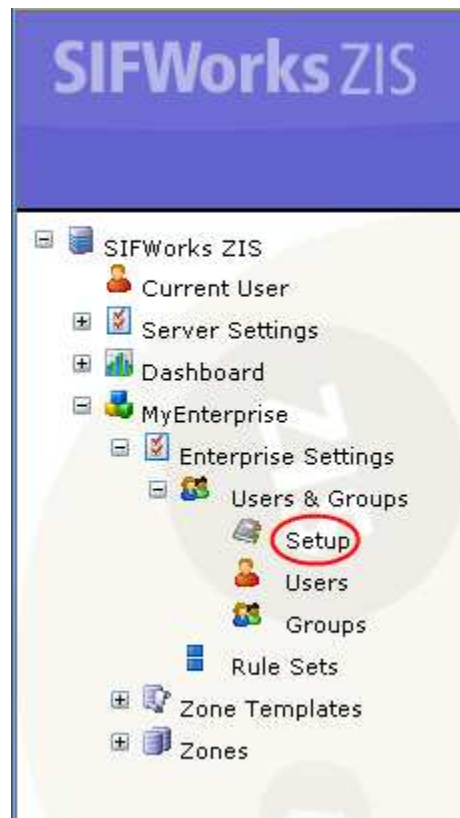 SIFWorks ZIS
SIFWorks ZIS
Current User
Server Settings
Dashboard
MyEnterprise
Enterprise Settings
Users & Groups
Setup
Users
Groups
Rule Sets
Zone Templates
Zones